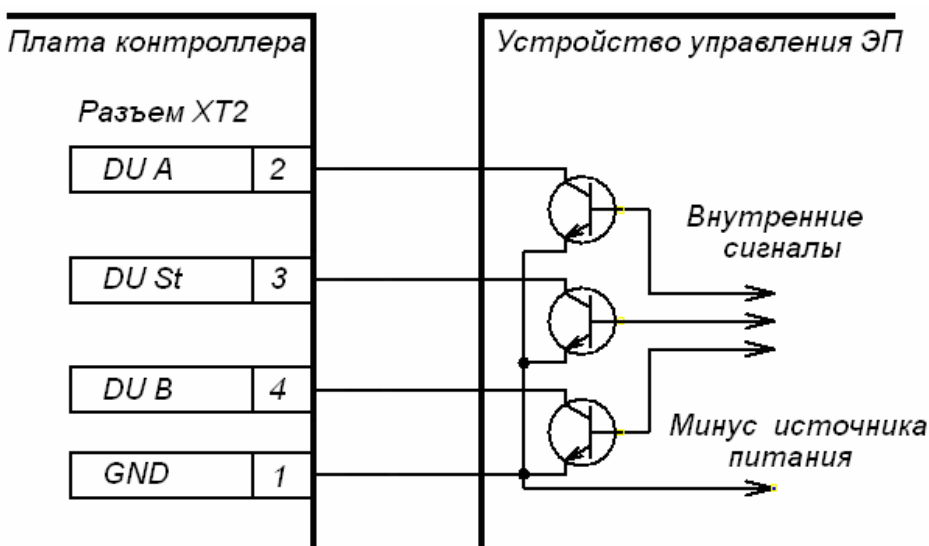 Плата контроллера
Устройство управления ЭП
Разъем XT2
DU A 2
DU St 3
DU B 4
GND 1
Внутренние
сигналы
Минус источника
питания